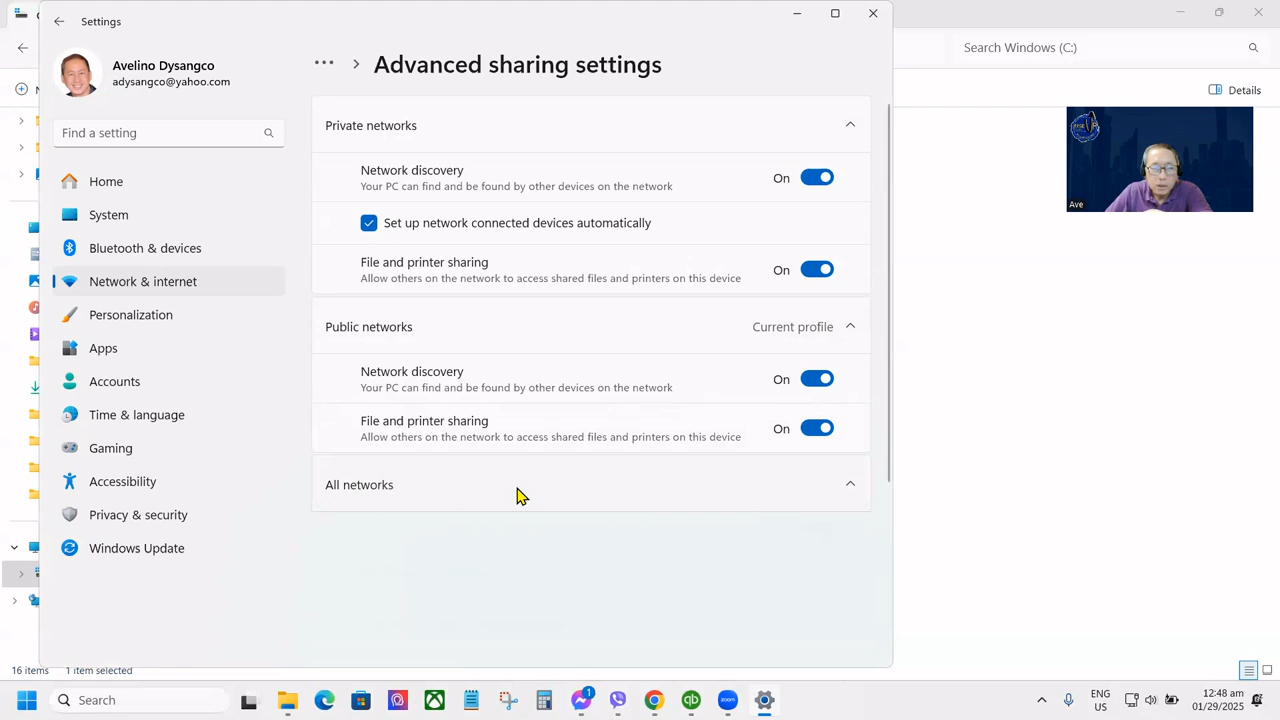 Settings
Avelino Dysangco
adysangco@yahoo.com
Find a setting
Home
System
Bluetooth & devices
Network & internet
Personalization
Apps
Accounts
Time & language
Gaming
Accessibility
Privacy & security
Windows Update
... > Advanced sharing settings
Private networks
Network discovery
Your PC can find and be found by other devices on the network
On
Set up network connected devices automatically
File and printer sharing
Allow others on the network to access shared files and printers on this device
On
Public networks
Current profile
Network discovery
Your PC can find and be found by other devices on the network
On
File and printer sharing
Allow others on the network to access shared files and printers on this device
On
All networks
Search Windows (C:)
Details
Ave
16 items
1 item selected
Search
1
zoom
ENG
US
12:48 am
01/29/2025